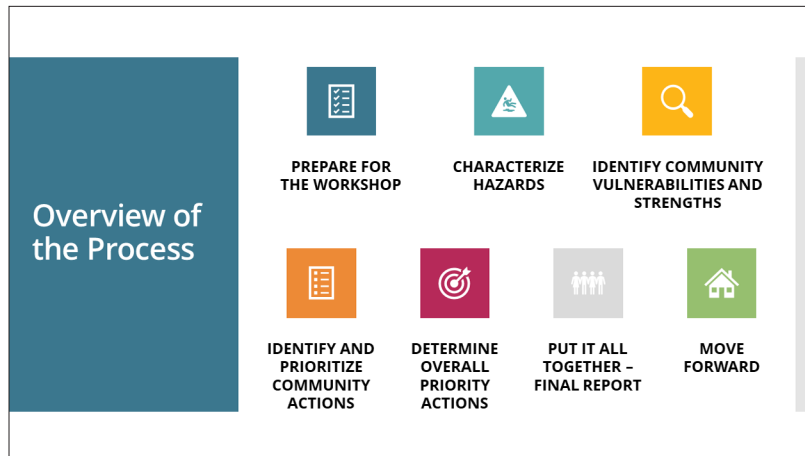 Overview of
the Process
PREPARE FOR
THE WORKSHOP
CHARACTERIZE
HAZARDS
IDENTIFY COMMUNITY
VULNERABILITIES AND
STRENGTHS
IDENTIFY AND
PRIORITIZE
COMMUNITY
ACTIONS
DETERMINE
OVERALL
PRIORITY
ACTIONS
PUT IT ALL
TOGETHER –
FINAL REPORT
MOVE
FORWARD